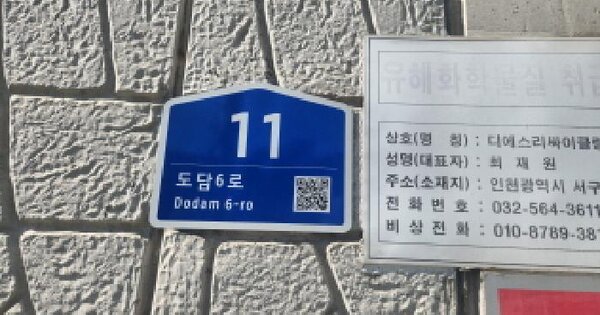 11
도담6로
Dodam 6-ro
유해화학물질 취급
상호(명 칭) : 디에스리싸이클링
성명(대표자) : 최 재 원
주소(소재지) : 인천광역시 서구
전 화 번 호 : 032-564-3611
비 상 전 화 : 010-8789-381